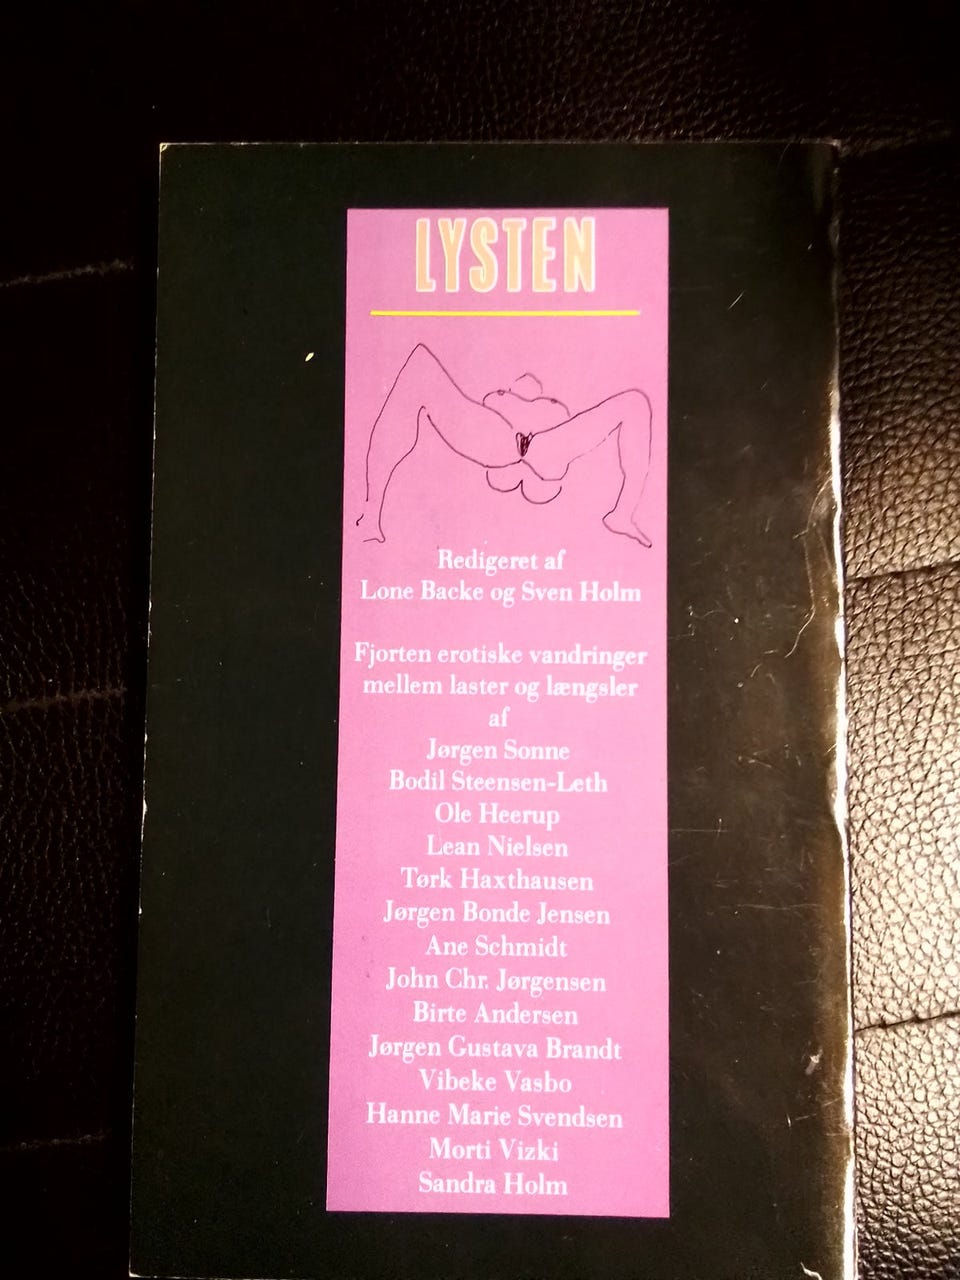 LYSTEN
Redigeret af
Lone Backe og Sven Holm
Fjorten erotiske vandringer
mellem laster og længsler
af
Jørgen Sonne
Bodil Steensen-Leth
Ole Heerup
Lean Nielsen
Tørk Haxthausen
Jørgen Bonde Jensen
Ane Schmidt
John Chr. Jørgensen
Birte Andersen
Jørgen Gustava Brandt
Vibeke Vasbo
Hanne Marie Svendsen
Morti Vizki
Sandra Holm